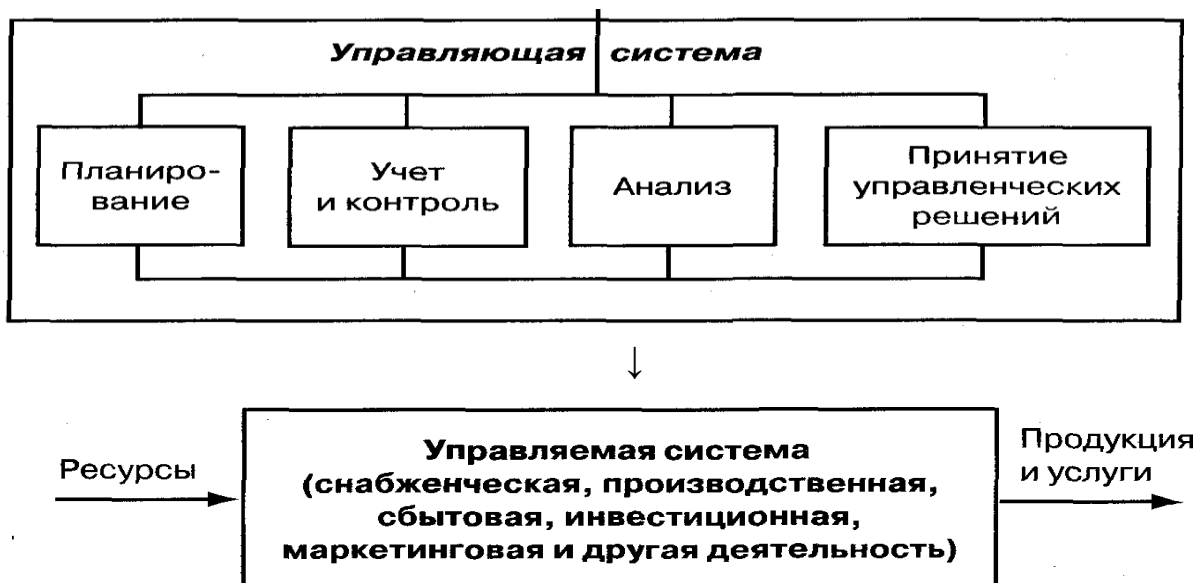 Управляющая система
Планиро-
вание
Учет
и контроль
Анализ
Принятие
управленческих
решений
↓
Ресурсы
Управляемая система
(снабженческая, производственная,
сбытовая, инвестиционная,
маркетинговая и другая деятельность)
Продукция
и услуги